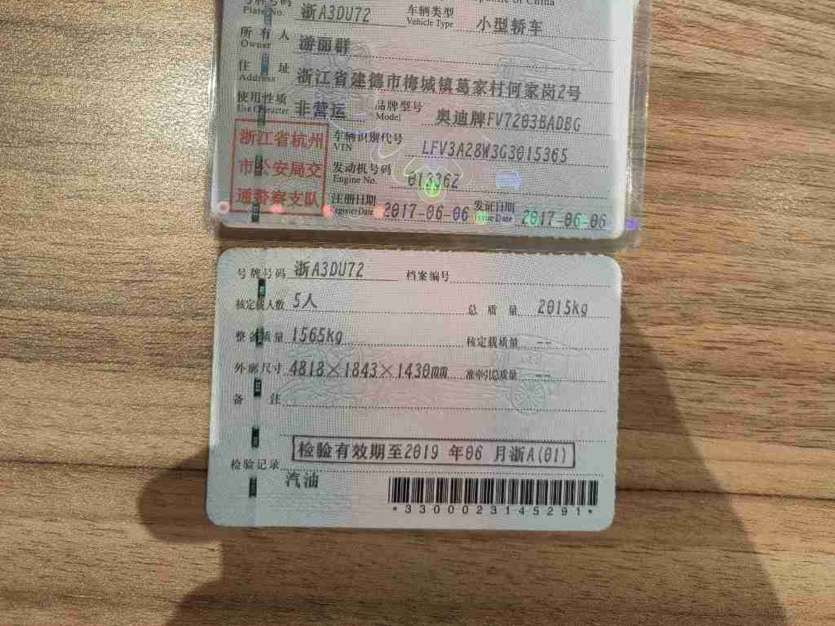 号牌号码 浙A3DU72 车辆类型 小型轿车
Plate No. Vehicle Type
所有人 游丽群
Owner
住址 浙江省建德市梅城镇葛家村何家岗2号
Address
使用性质 非营运 品牌型号 奥迪牌FV7203BADBG
Use Character Model
浙江省杭州
市公安局交
通警察支队
车辆识别代号 LFV3A28W3G3015365
VIN
发动机号码 013362
Engine No.
注册日期 2017-06-06 发证日期 2017-06-06
Register Date Issue Date
号牌号码 浙A3DU72 档案编号
核定载人数 5人 总质量 2015kg
整备质量 1565kg 核定载质量 --
外廓尺寸 4818×1843×1430mm 准牵引总质量 --
备注
检验有效期至2019 年06 月浙A(01)
检验记录
汽油
*3300023145291*